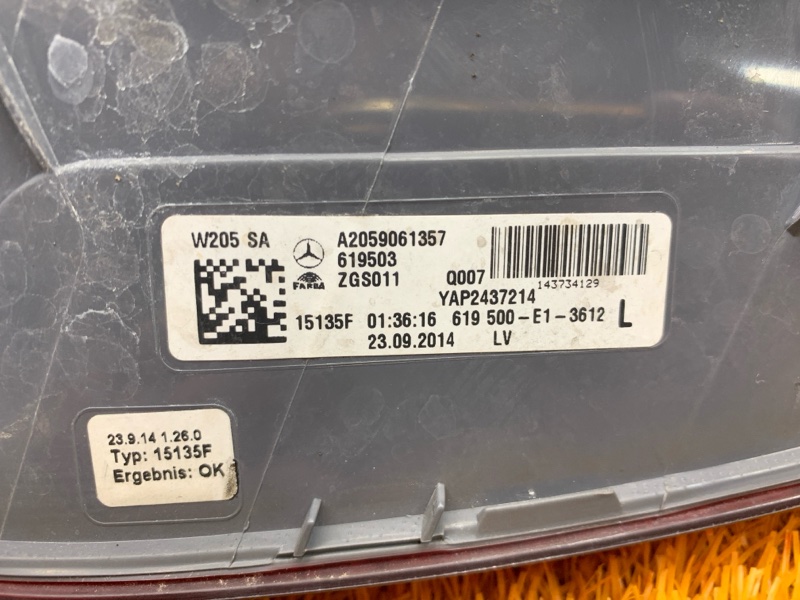 W205 SA A2059061357
619503
FARBA ZGS011 Q007 143734129
YAP2437214
15135F 01:36:16 619 500-E1-3612 L
23.09.2014 LV
23.9.14 1.26.0
Typ: 15135F
Ergebnis: OK